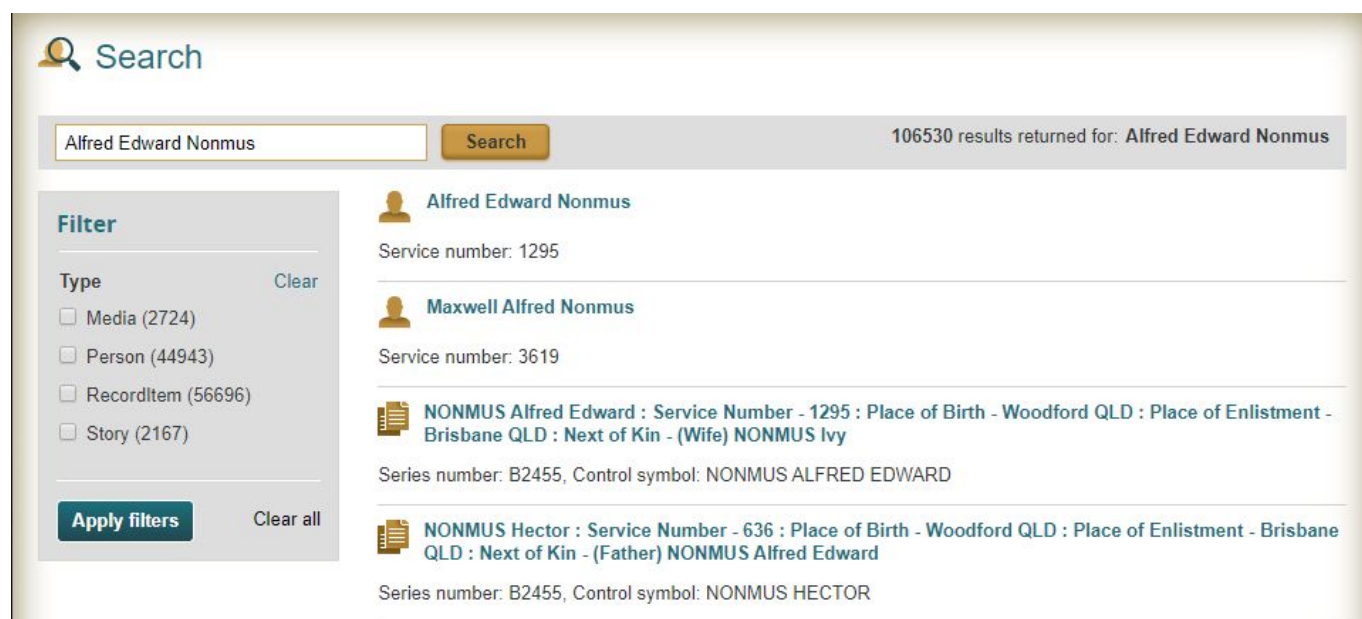 Search
Alfred Edward Nonmus
Search
106530 results returned for: Alfred Edward Nonmus
Filter
Type
Clear
Media (2724)
Person (44943)
RecordItem (56696)
Story (2167)
Apply filters
Clear all
Alfred Edward Nonmus
Service number: 1295
Maxwell Alfred Nonmus
Service number: 3619
NONMUS Alfred Edward : Service Number - 1295 : Place of Birth - Woodford QLD : Place of Enlistment -
Brisbane QLD : Next of Kin - (Wife) NONMUS Ivy
Series number: B2455, Control symbol: NONMUS ALFRED EDWARD
NONMUS Hector : Service Number - 636 : Place of Birth - Woodford QLD : Place of Enlistment - Brisbane
QLD : Next of Kin - (Father) NONMUS Alfred Edward
Series number: B2455, Control symbol: NONMUS HECTOR